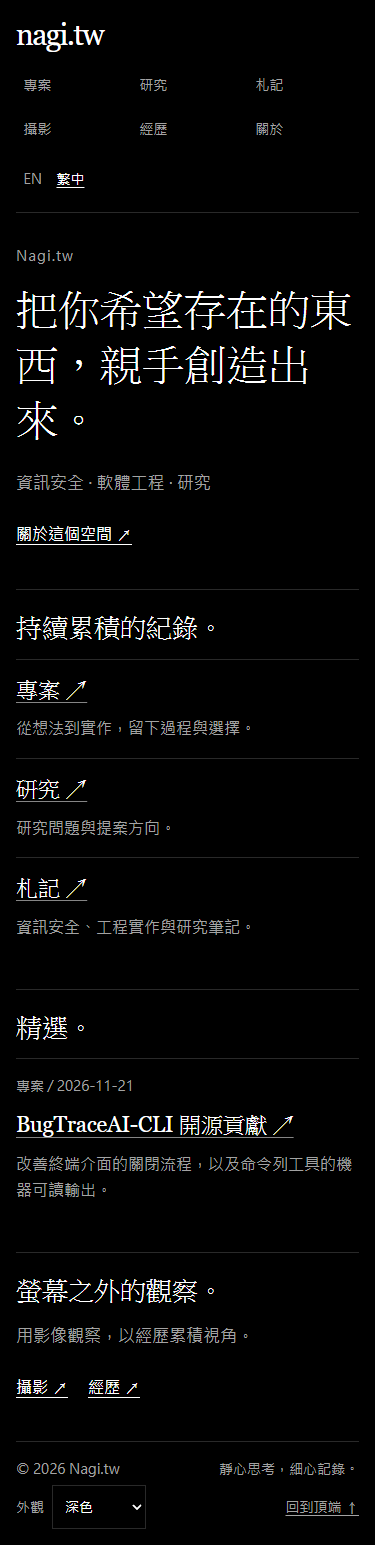 nagi.tw
專案 研究 札記
攝影 經歷 關於
EN 繁中
Nagi.tw
把你希望存在的東
西，親手創造出
來。
資訊安全 · 軟體工程 · 研究
關於這個空間 ↗
持續累積的紀錄。
專案 ↗
從想法到實作，留下過程與選擇。
研究 ↗
研究問題與提案方向。
札記 ↗
資訊安全、工程實作與研究筆記。
精選。
專案 / 2026-11-21
BugTraceAI-CLI 開源貢獻 ↗
改善終端介面的關閉流程，以及命令列工具的機
器可讀輸出。
螢幕之外的觀察。
用影像觀察，以經歷累積視角。
攝影 ↗ 經歷 ↗
© 2026 Nagi.tw 靜心思考，細心記錄。
外觀 深色 回到頂端 ↑